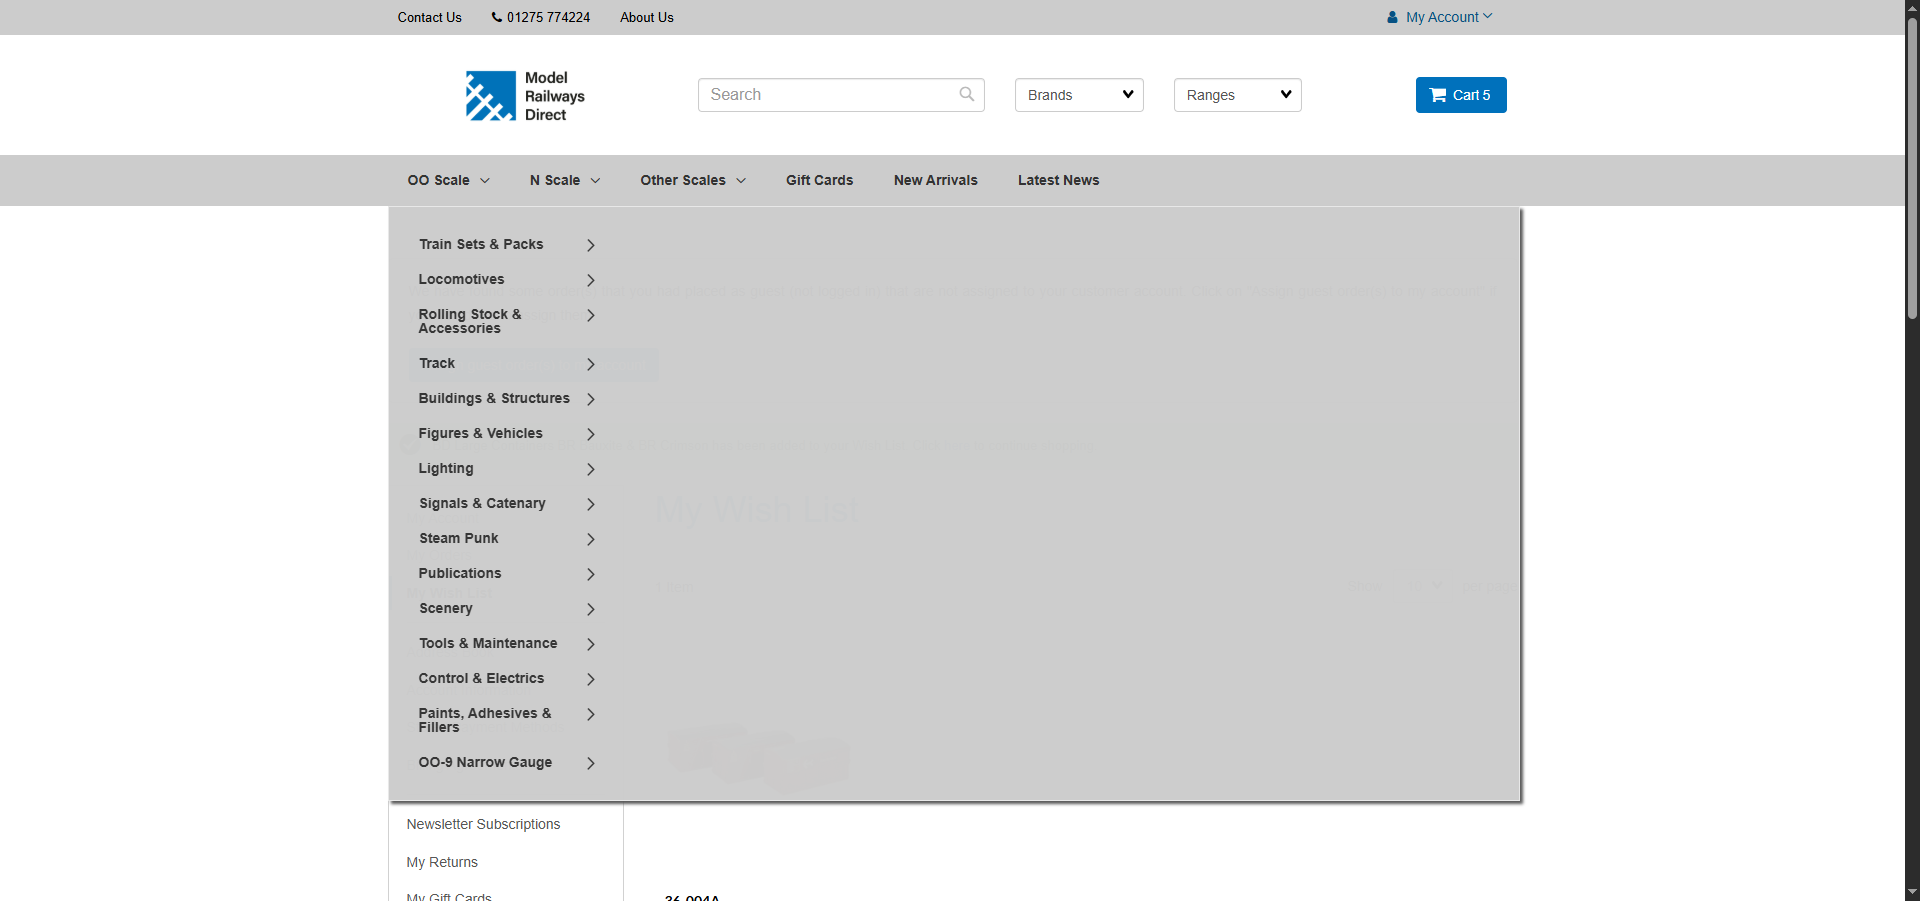 Contact Us
01275 774224
About Us
My Account
Model
Railways
Direct
Search
Brands
Ranges
Cart 5
OO Scale
N Scale
Other Scales
Gift Cards
New Arrivals
Latest News
Train Sets & Packs
Locomotives
Rolling Stock &
Accessories
Track
Buildings & Structures
Figures & Vehicles
Lighting
Signals & Catenary
My Wish List
Steam Punk
Publications
Scenery
Tools & Maintenance
Control & Electrics
Paints, Adhesives &
Fillers
OO-9 Narrow Gauge
Newsletter Subscriptions
My Returns
My Gift Cards
36-004A